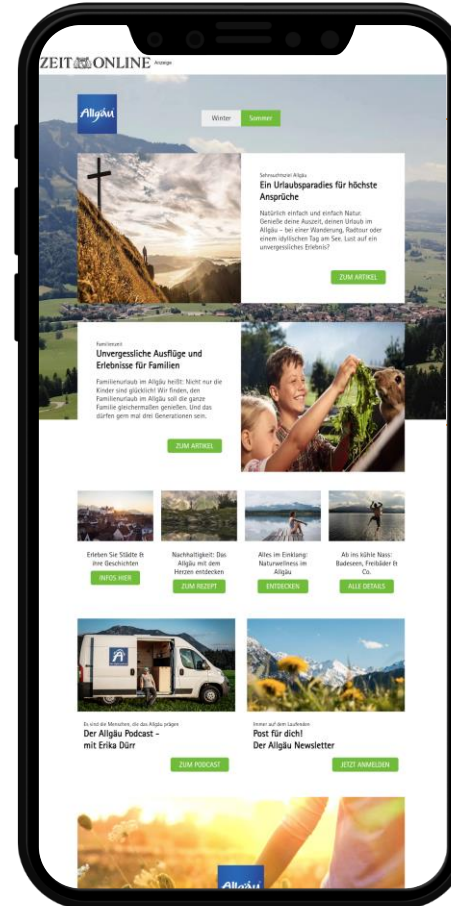 ZEIT ONLINE Anzeige
Allgäu
Winter Sommer
Sehnsuchtsziel Allgäu
Ein Urlaubsparadies für höchste
Ansprüche
Natürlich einfach und einfach Natur.
Genieße deine Auszeit, deinen Urlaub im
Allgäu – bei einer Wanderung, Radtour oder
einem idyllischen Tag am See. Lust auf ein
unvergessliches Erlebnis?
ZUM ARTIKEL
Familienzeit
Unvergessliche Ausflüge und
Erlebnisse für Familien
Familienurlaub im Allgäu heißt: Nicht nur die
Kinder sind glücklich! Wir finden, den
Familienurlaub im Allgäu soll die ganze
Familie gleichermaßen genießen. Und das
dürfen gern mal drei Generationen sein.
ZUM ARTIKEL
Erleben Sie Städte &
ihre Geschichten
INFOS HIER
Nachhaltigkeit: Das
Allgäu mit dem
Herzen entdecken
ZUM REZEPT
Alles im Einklang:
Naturwellness im
Allgäu
ENTDECKEN
Ab ins kühle Nass:
Badeseen, Freibäder &
Co.
ALLE DETAILS
Es sind die Menschen, die das Allgäu prägen
Der Allgäu Podcast –
mit Erika Dürr
ZUM PODCAST
Immer auf dem Laufenden
Post für dich!
Der Allgäu Newsletter
JETZT ANMELDEN
Allgäu